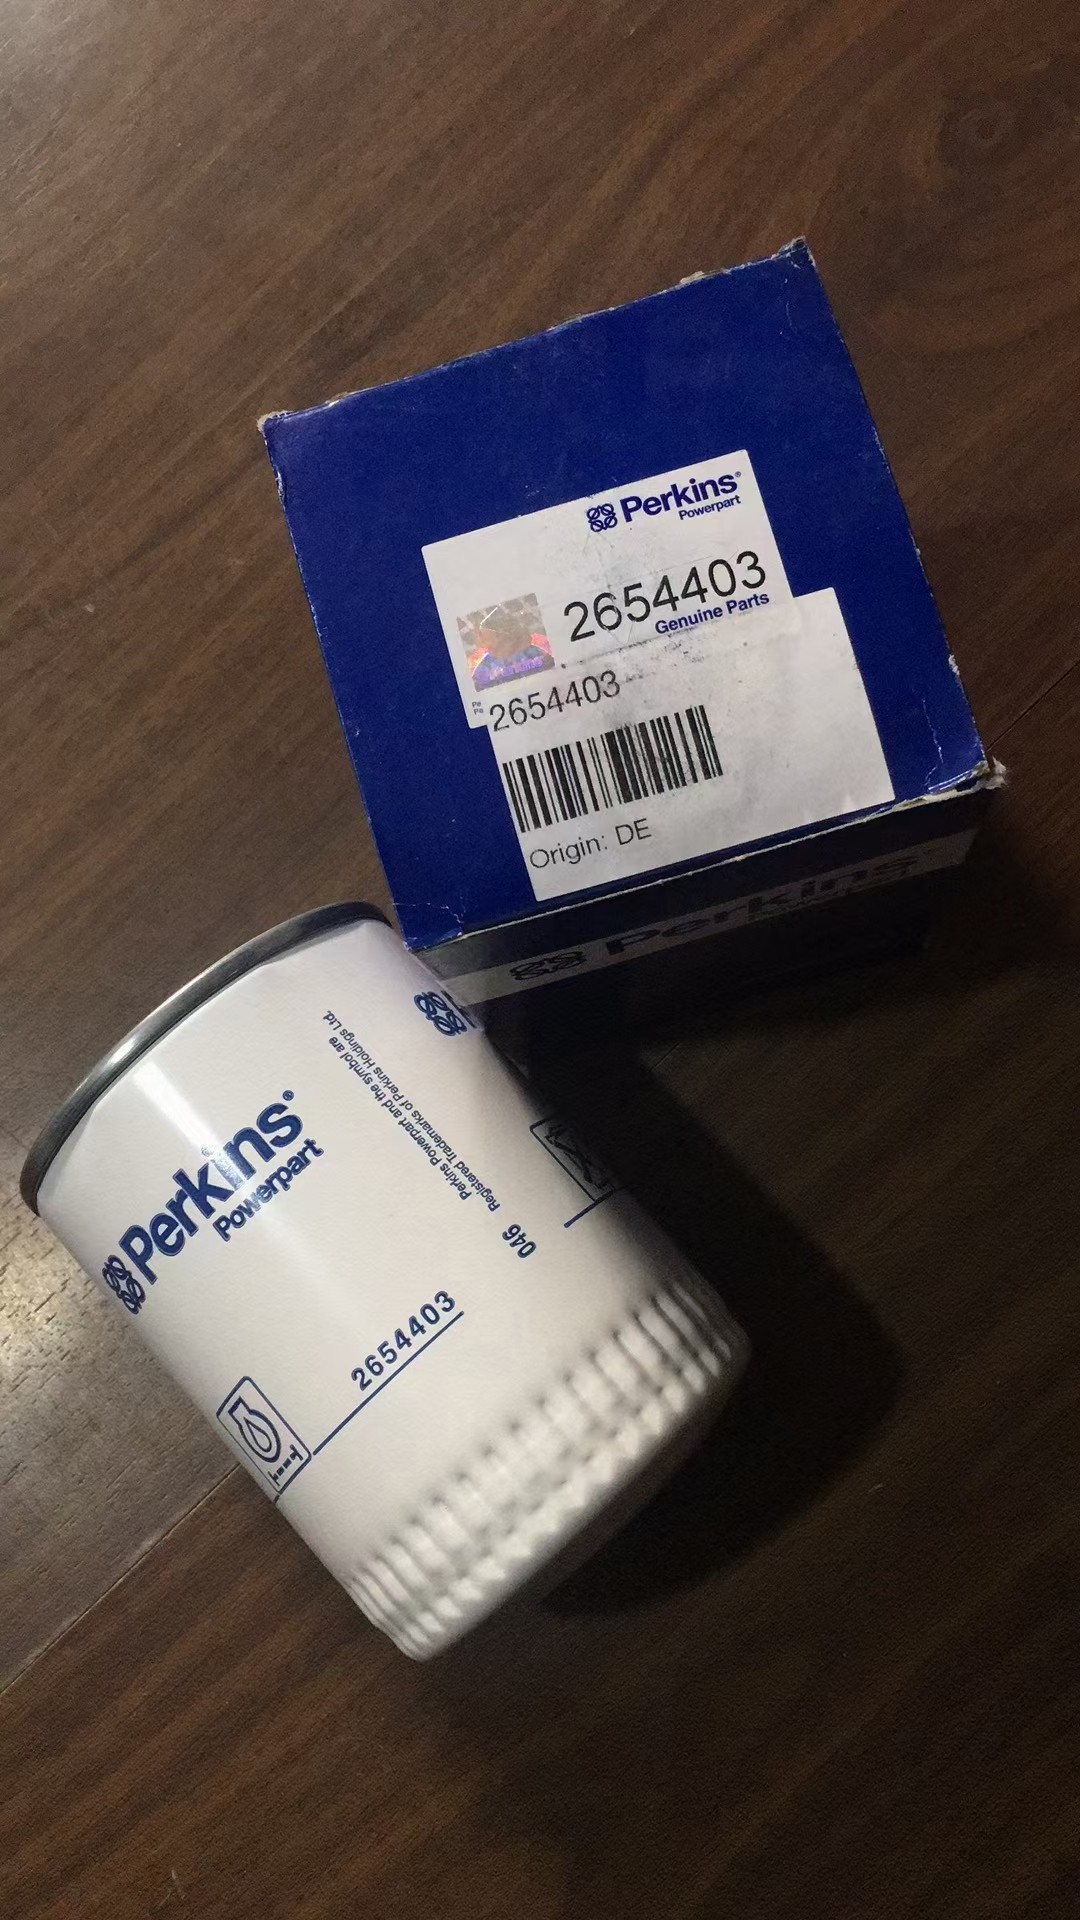 Perkins®
Powerpart
2654403
Genuine Parts
2654403
Origin: DE
Perkins
Perkins®
Powerpart
Perkins Powerpart and the symbol are
Registered Trademarks of Perkins Holdings Ltd.
046
2654403